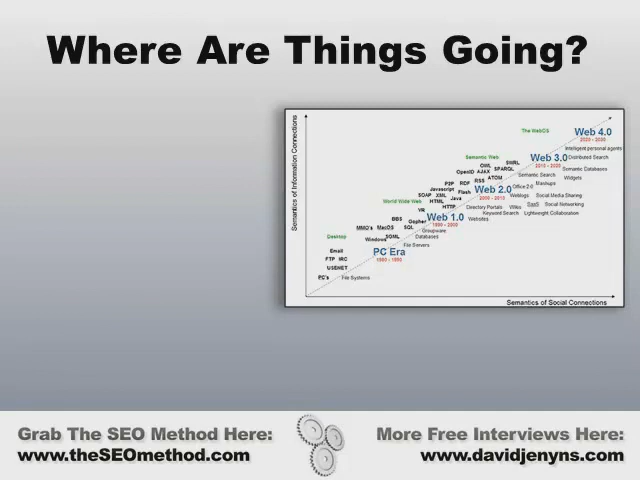 Where Are Things Going?
Semantics of Information Connections
The WebOS
Web 4.0
2020 - 2030
Intelligent personal agents
Semantic Web
Web 3.0
2010 - 2020
Distributed Search
OWL
SWRL
SPARQL
Semantic Databases
OpenID
AJAX
Semantic Search
Widgets
ATOM
RSS
P2P
RDF
Mashups
Office 2.0
Javascript
Flash
Web 2.0
2000 - 2010
SOAP
XML
Java
Weblogs
Social Media Sharing
World Wide Web
HTML
HTTP
Wikis
SaaS
Social Networking
VR
Directory Portals
Keyword Search
Lightweight Collaboration
BBS
Gopher
Web 1.0
1990 - 2000
Websites
MMO's
MacOS
SQL
Groupware
Desktop
SGML
Databases
Windows
File Servers
Email
PC Era
1980 - 1990
FTP
IRC
USENET
PC's
File Systems
Semantics of Social Connections
Grab The SEO Method Here:
www.theSEOmethod.com
More Free Interviews Here:
www.davidjenyns.com